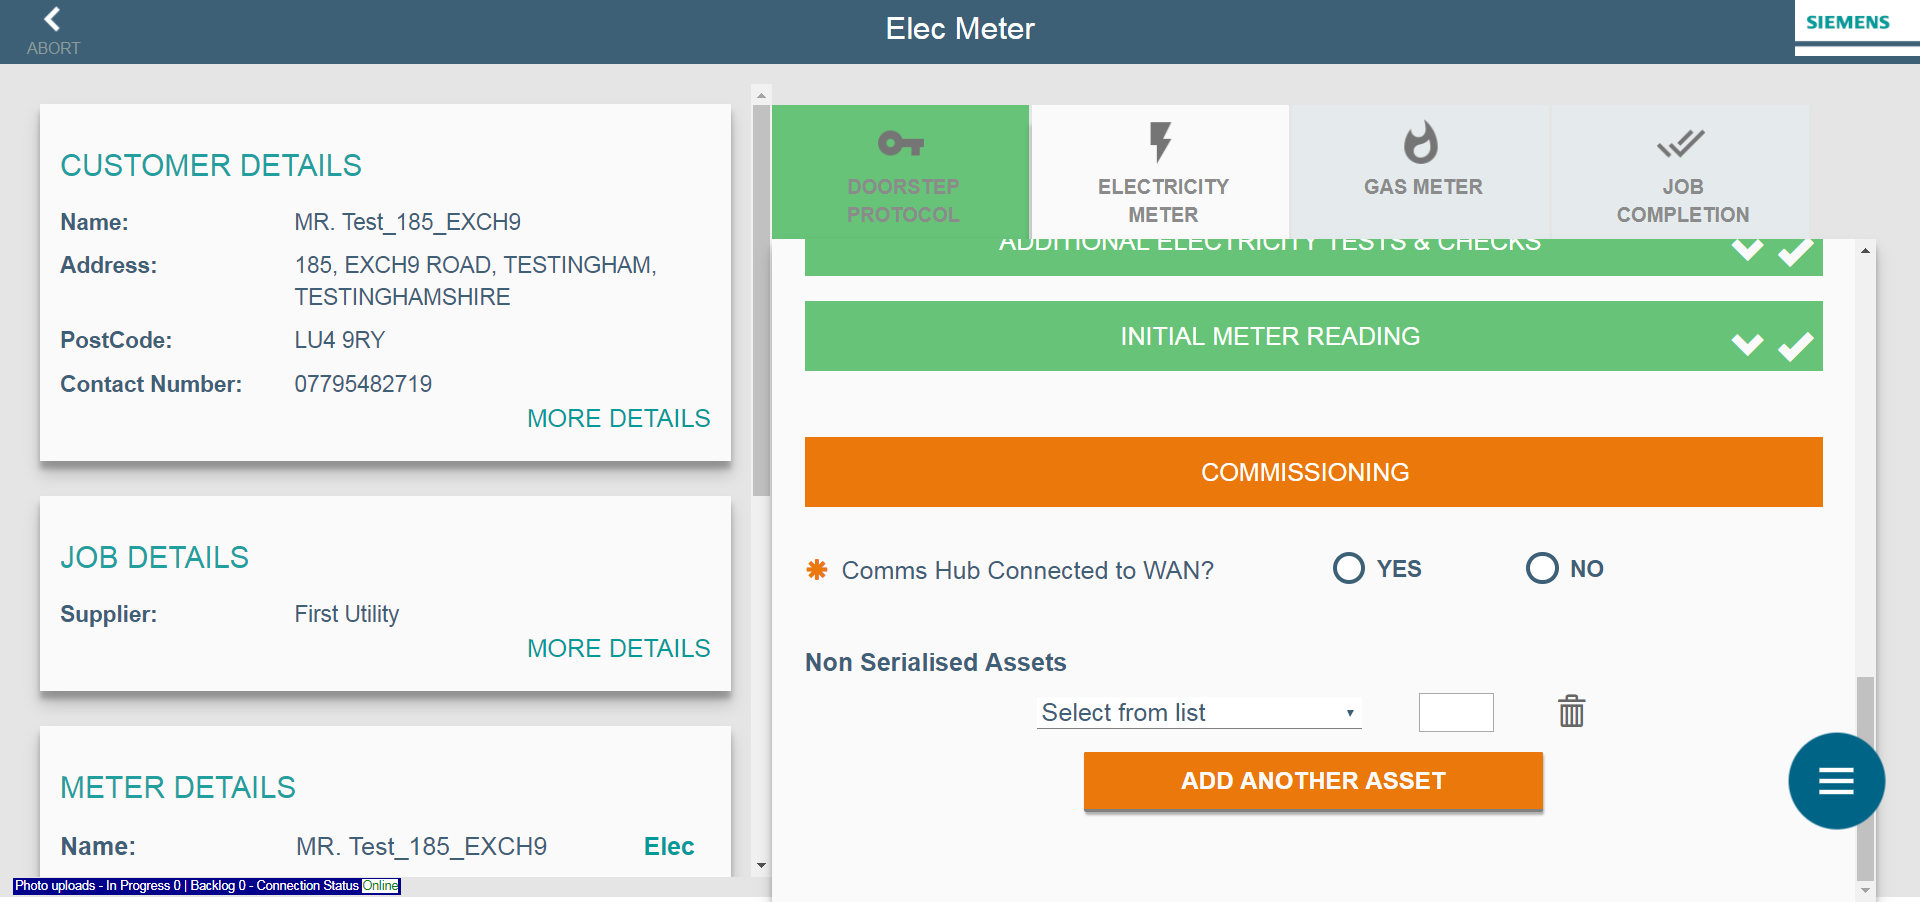 ABORT
Elec Meter
SIEMENS
CUSTOMER DETAILS
Name: MR. Test_185_EXCH9
Address: 185, EXCH9 ROAD, TESTINGHAM,
TESTINGHAMSHIRE
PostCode: LU4 9RY
Contact Number: 07795482719
MORE DETAILS
JOB DETAILS
Supplier: First Utility
MORE DETAILS
METER DETAILS
Name: MR. Test_185_EXCH9 Elec
Photo uploads - In Progress 0 | Backlog 0 - Connection Status Online
DOORSTEP
PROTOCOL
ELECTRICITY
METER
GAS METER
JOB
COMPLETION
ADDITIONAL ELECTRICITY TESTS & CHECKS
INITIAL METER READING
COMMISSIONING
✱ Comms Hub Connected to WAN? YES NO
Non Serialised Assets
Select from list
ADD ANOTHER ASSET